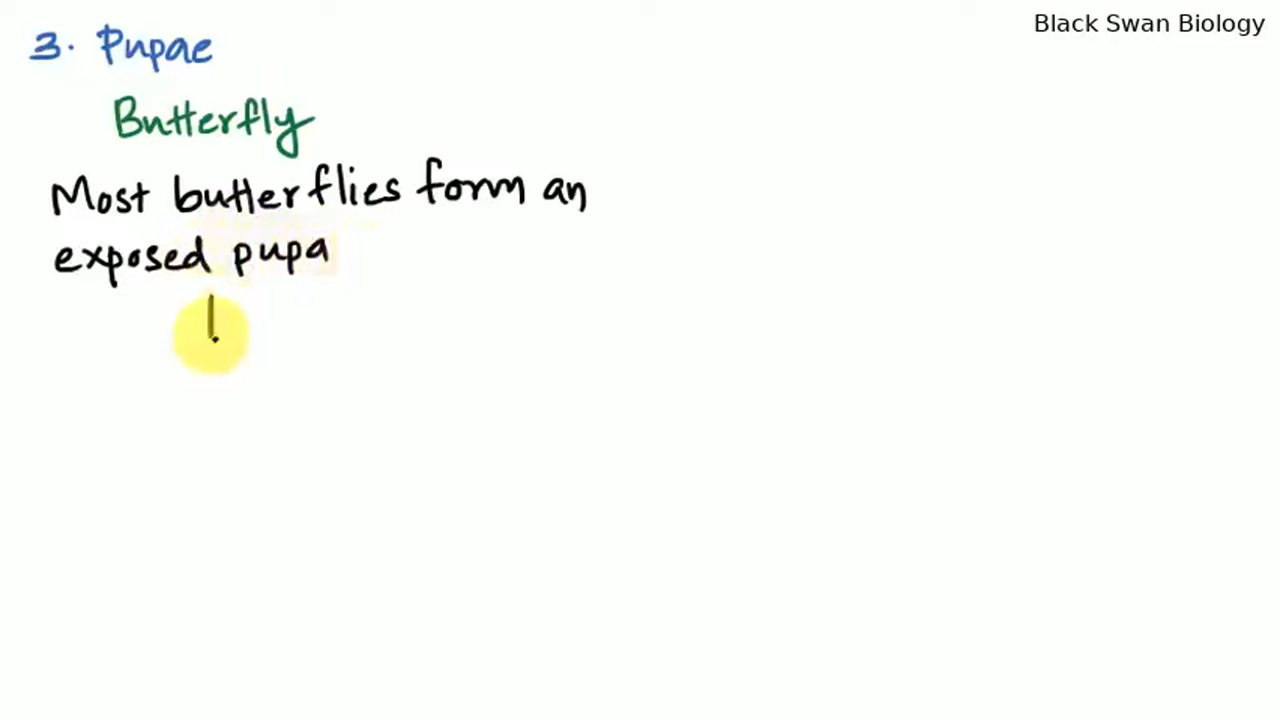 Black Swan Biology
3. Pupae
Butterfly
Most butterflies form an
exposed pupa